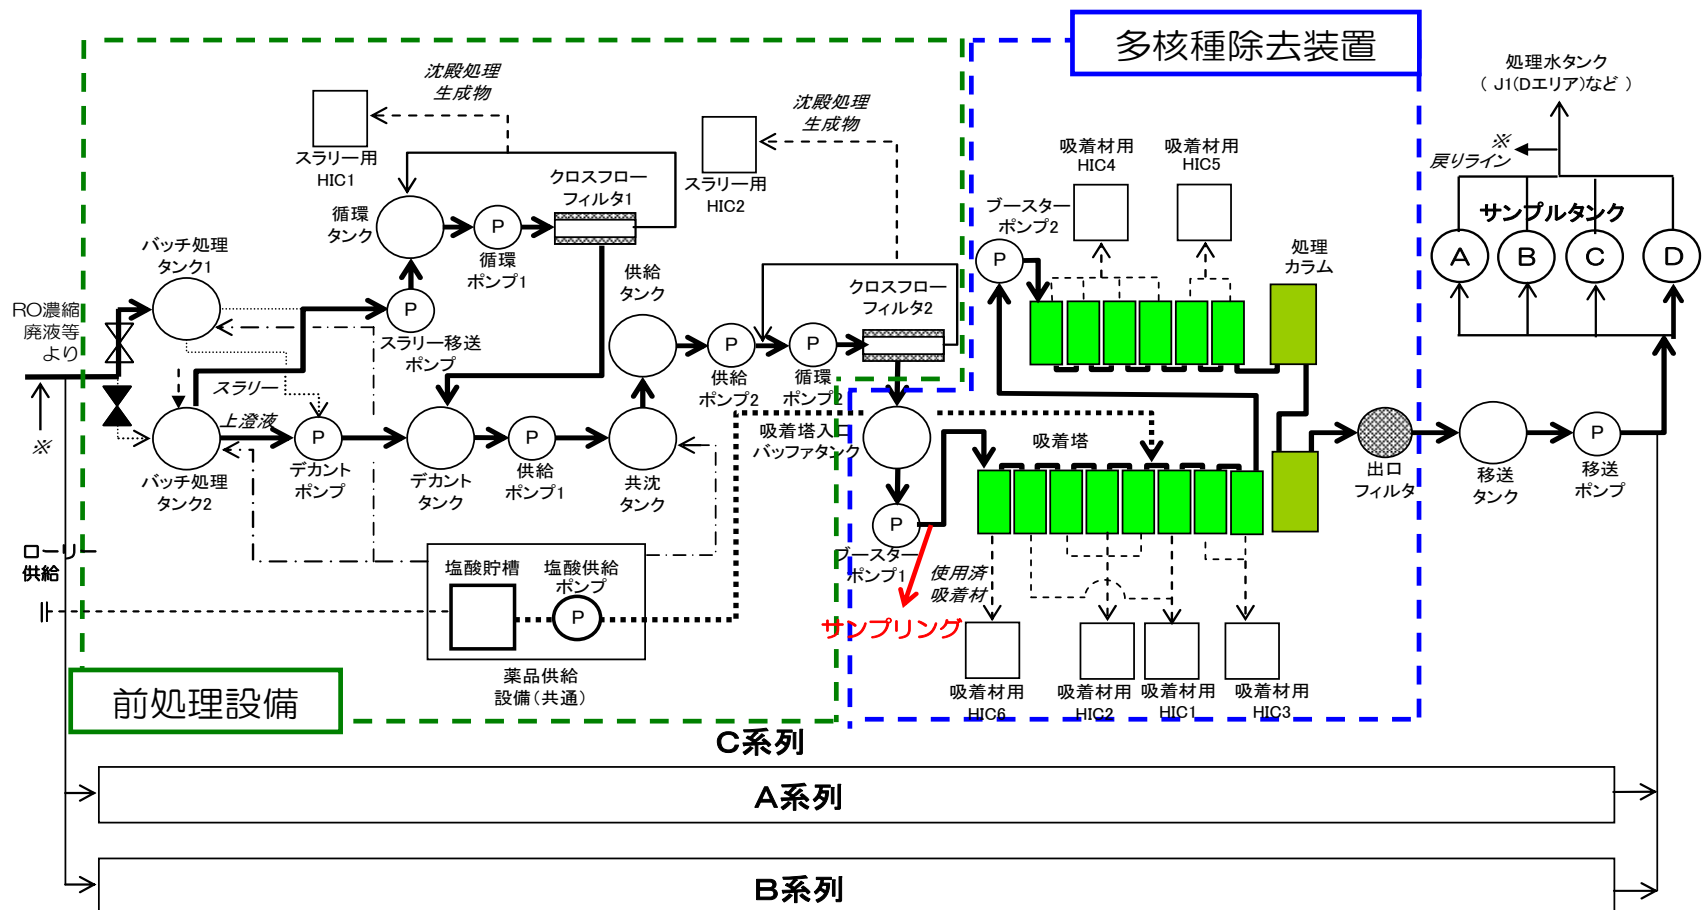 多核種除去装置
処理水タンク
( J1(Dエリア)など )
沈殿処理
生成物
沈殿処理
生成物
※
戻りライン
スラリー用
HIC1
スラリー用
HIC2
吸着材用
HIC4
吸着材用
HIC5
クロスフロー
フィルタ1
循環
タンク
P
循環
ポンプ1
ブースター
ポンプ2
P
サンプルタンク
A
B
C
D
処理
カラム
バッチ処理
タンク1
供給
タンク
クロスフロー
フィルタ2
RO濃縮
廃液等
より
P
スラリー移送
ポンプ
P
供給
ポンプ2
P
循環
ポンプ2
スラリー
上澄液
※
P
デカント
ポンプ
バッチ処理
タンク2
デカント
タンク
P
供給
ポンプ1
共沈
タンク
吸着塔入口
バッファタンク
吸着塔
出口
フィルタ
移送
タンク
P
移送
ポンプ
P
ブースター
ポンプ1
使用済
吸着材
サンプリング
ローリー
供給
塩酸貯槽
塩酸供給
ポンプ
P
薬品供給
設備(共通)
吸着材用
HIC6
吸着材用
HIC2
吸着材用
HIC1
吸着材用
HIC3
前処理設備
C系列
A系列
B系列